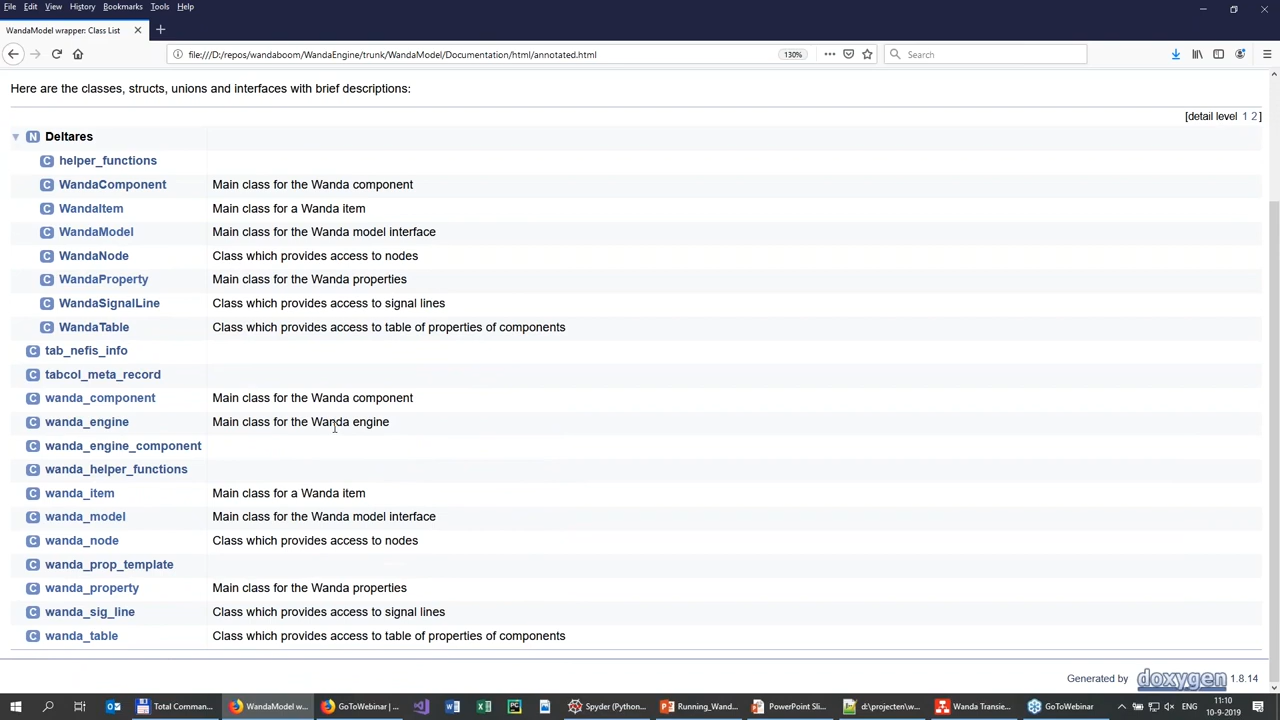 File Edit View History Bookmarks Tools Help
WandaModel wrapper: Class List
file:///D:/repos/wandaboom/WandaEngine/trunk/WandaModel/Documentation/html/annotated.html 130% Search
Here are the classes, structs, unions and interfaces with brief descriptions:
[detail level 1 2]
N Deltares
C helper_functions
C WandaComponent Main class for the Wanda component
C WandaItem Main class for a Wanda item
C WandaModel Main class for the Wanda model interface
C WandaNode Class which provides access to nodes
C WandaProperty Main class for the Wanda properties
C WandaSignalLine Class which provides access to signal lines
C WandaTable Class which provides access to table of properties of components
C tab_nefis_info
C tabcol_meta_record
C wanda_component Main class for the Wanda component
C wanda_engine Main class for the Wanda engine
C wanda_engine_component
C wanda_helper_functions
C wanda_item Main class for a Wanda item
C wanda_model Main class for the Wanda model interface
C wanda_node Class which provides access to nodes
C wanda_prop_template
C wanda_property Main class for the Wanda properties
C wanda_sig_line Class which provides access to signal lines
C wanda_table Class which provides access to table of properties of components
Generated by doxygen 1.8.14
Total Comman... WandaModel w... GoToWebinar | ... PC Spyder (Python... Running_Wand... PowerPoint Sli... d:\projecten\w... Wanda Transie... GoToWebinar ENG 11:10
10-9-2019